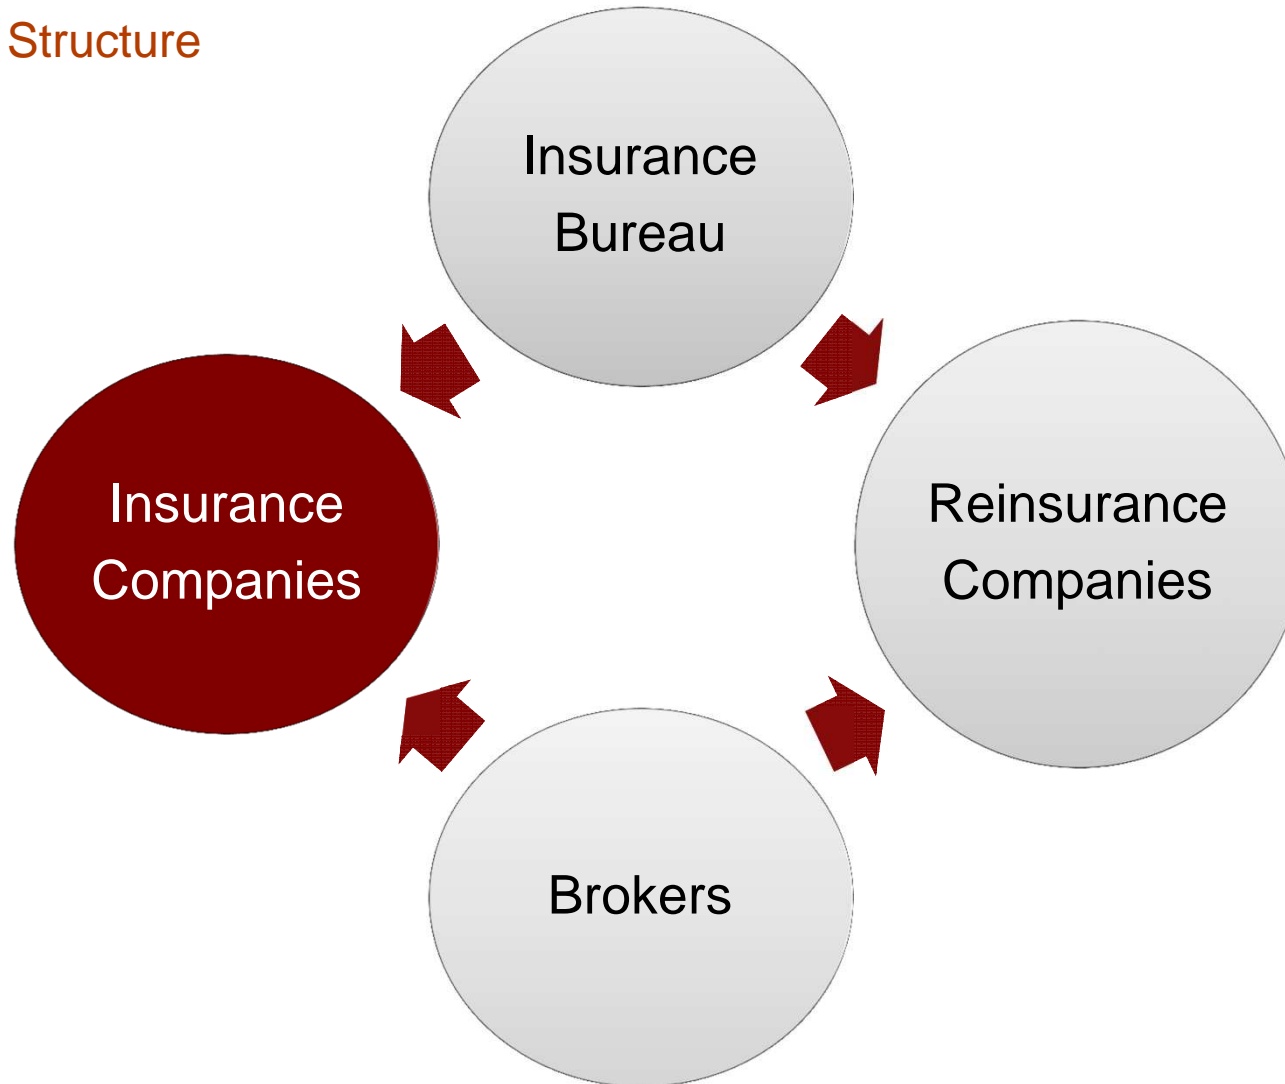 Structure
Insurance
Bureau
Insurance
Companies
Reinsurance
Companies
Brokers